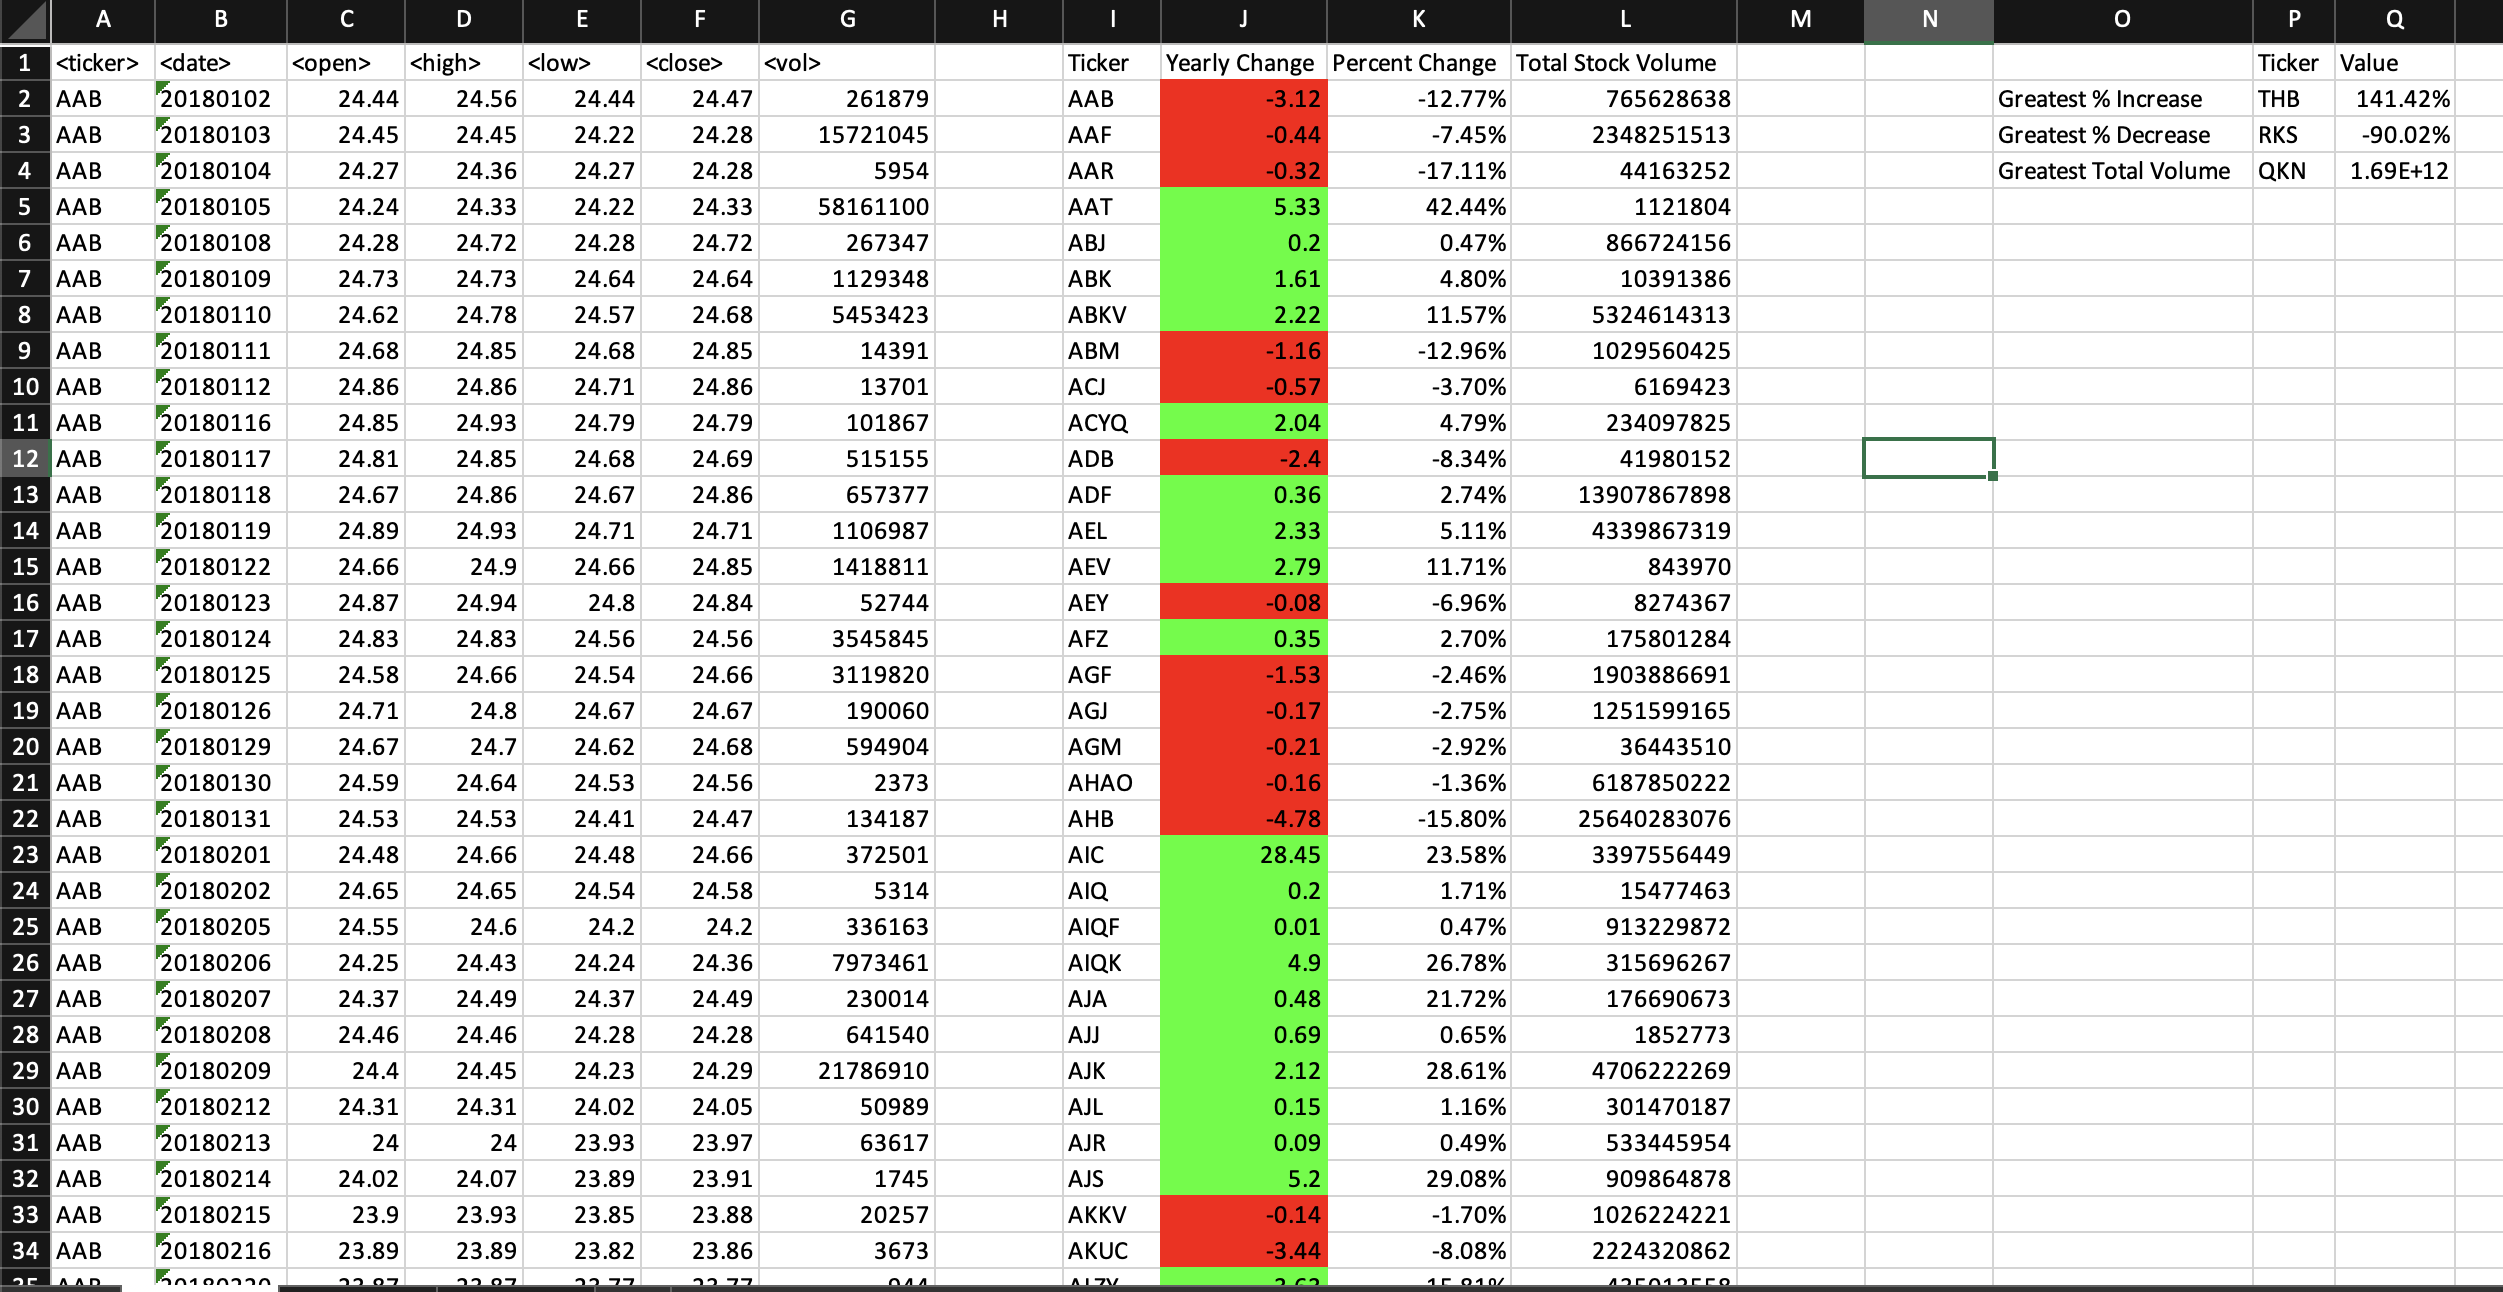 A B C D E F G H I J K L M N O P Q
1 <ticker> <date> <open> <high> <low> <close> <vol> Ticker Yearly Change Percent Change Total Stock Volume Ticker Value
2 AAB 20180102 24.44 24.56 24.44 24.47 261879 AAB -3.12 -12.77% 765628638 Greatest % Increase THB 141.42%
3 AAB 20180103 24.45 24.45 24.22 24.28 15721045 AAF -0.44 -7.45% 2348251513 Greatest % Decrease RKS -90.02%
4 AAB 20180104 24.27 24.36 24.27 24.28 5954 AAR -0.32 -17.11% 44163252 Greatest Total Volume QKN 1.69E+12
5 AAB 20180105 24.24 24.33 24.22 24.33 58161100 AAT 5.33 42.44% 1121804
6 AAB 20180108 24.28 24.72 24.28 24.72 267347 ABJ 0.2 0.47% 866724156
7 AAB 20180109 24.73 24.73 24.64 24.64 1129348 ABK 1.61 4.80% 10391386
8 AAB 20180110 24.62 24.78 24.57 24.68 5453423 ABKV 2.22 11.57% 5324614313
9 AAB 20180111 24.68 24.85 24.68 24.85 14391 ABM -1.16 -12.96% 1029560425
10 AAB 20180112 24.86 24.86 24.71 24.86 13701 ACJ -0.57 -3.70% 6169423
11 AAB 20180116 24.85 24.93 24.79 24.79 101867 ACYQ 2.04 4.79% 234097825
12 AAB 20180117 24.81 24.85 24.68 24.69 515155 ADB -2.4 -8.34% 41980152
13 AAB 20180118 24.67 24.86 24.67 24.86 657377 ADF 0.36 2.74% 13907867898
14 AAB 20180119 24.89 24.93 24.71 24.71 1106987 AEL 2.33 5.11% 4339867319
15 AAB 20180122 24.66 24.9 24.66 24.85 1418811 AEV 2.79 11.71% 843970
16 AAB 20180123 24.87 24.94 24.8 24.84 52744 AEY -0.08 -6.96% 8274367
17 AAB 20180124 24.83 24.83 24.56 24.56 3545845 AFZ 0.35 2.70% 175801284
18 AAB 20180125 24.58 24.66 24.54 24.66 3119820 AGF -1.53 -2.46% 1903886691
19 AAB 20180126 24.71 24.8 24.67 24.67 190060 AGJ -0.17 -2.75% 1251599165
20 AAB 20180129 24.67 24.7 24.62 24.68 594904 AGM -0.21 -2.92% 36443510
21 AAB 20180130 24.59 24.64 24.53 24.56 2373 AHAO -0.16 -1.36% 6187850222
22 AAB 20180131 24.53 24.53 24.41 24.47 134187 AHB -4.78 -15.80% 25640283076
23 AAB 20180201 24.48 24.66 24.48 24.66 372501 AIC 28.45 23.58% 3397556449
24 AAB 20180202 24.65 24.65 24.54 24.58 5314 AIQ 0.2 1.71% 15477463
25 AAB 20180205 24.55 24.6 24.2 24.2 336163 AIQF 0.01 0.47% 913229872
26 AAB 20180206 24.25 24.43 24.24 24.36 7973461 AIQK 4.9 26.78% 315696267
27 AAB 20180207 24.37 24.49 24.37 24.49 230014 AJA 0.48 21.72% 176690673
28 AAB 20180208 24.46 24.46 24.28 24.28 641540 AJJ 0.69 0.65% 1852773
29 AAB 20180209 24.4 24.45 24.23 24.29 21786910 AJK 2.12 28.61% 4706222269
30 AAB 20180212 24.31 24.31 24.02 24.05 50989 AJL 0.15 1.16% 301470187
31 AAB 20180213 24 24 23.93 23.97 63617 AJR 0.09 0.49% 533445954
32 AAB 20180214 24.02 24.07 23.89 23.91 1745 AJS 5.2 29.08% 909864878
33 AAB 20180215 23.9 23.93 23.85 23.88 20257 AKKV -0.14 -1.70% 1026224221
34 AAB 20180216 23.89 23.89 23.82 23.86 3673 AKUC -3.44 -8.08% 2224320862
35 AAB 20180220 23.87 23.87 23.77 23.77 944